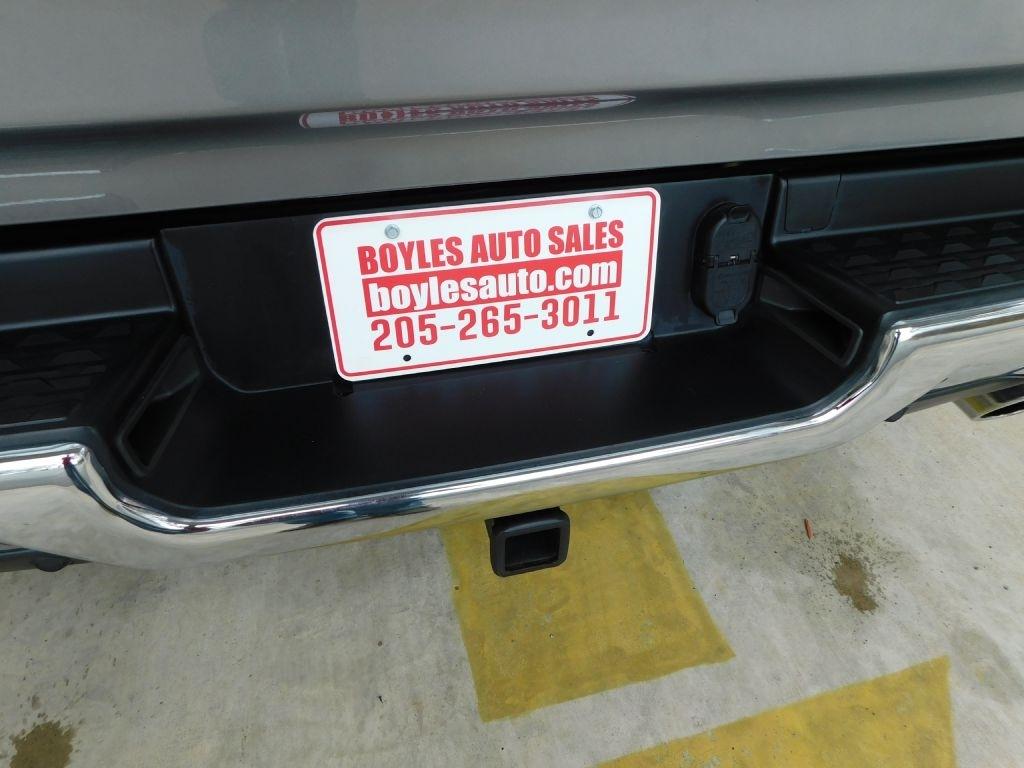 BOYLES AUTO SALES
boylesauto.com
205-265-3011